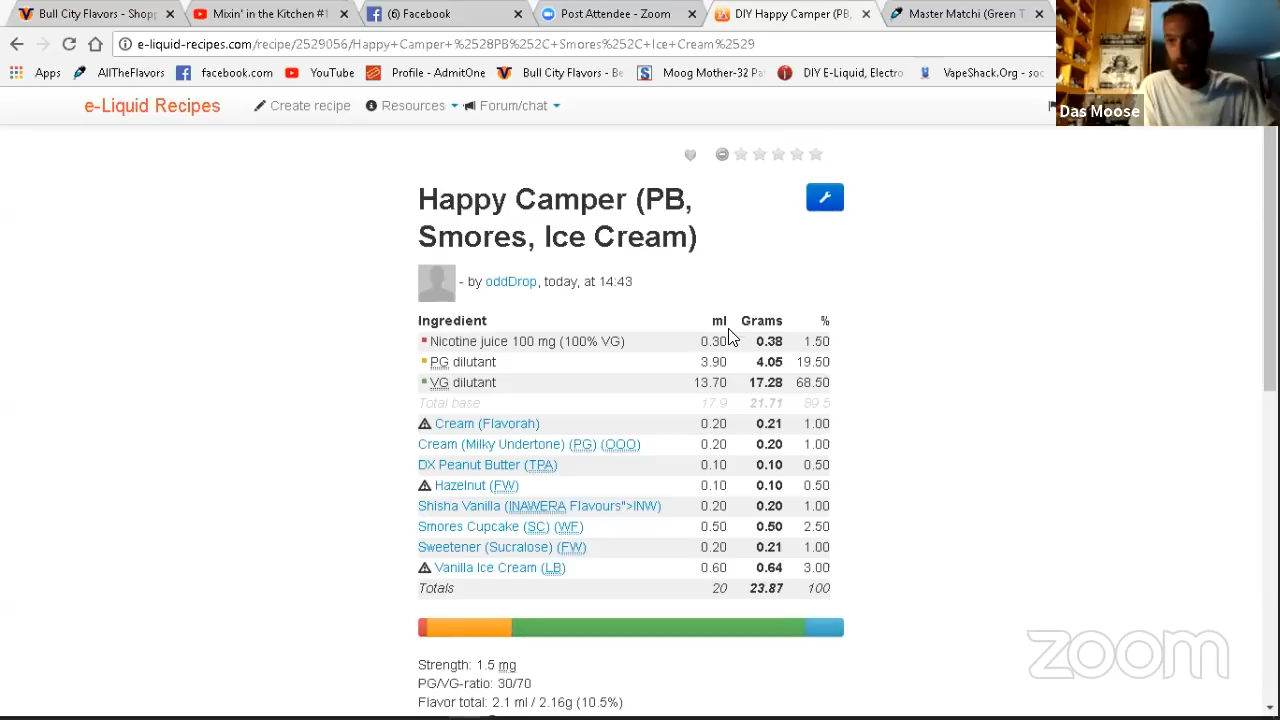 Bull City Flavors - Shopp
Mixin' in the Kitchen #1
(6) Facebook
Post Attendee - Zoom
DIY Happy Camper (PB,
Master Matchi (Green T
e-liquid-recipes.com/recipe/2529056/Happy+Camper+%2528PB%252C+Smores%252C+Ice+Cream%2529
Apps
AllTheFlavors
facebook.com
YouTube
Profile - AdmitOne
Bull City Flavors - Be
Moog Mother-32 Pa
DIY E-Liquid, Electro
VapeShack.Org - soc
Das Moose
e-Liquid Recipes
Create recipe
Resources
Forum/chat
Happy Camper (PB,
Smores, Ice Cream)
- by oddDrop, today, at 14:43
Ingredient ml Grams %
Nicotine juice 100 mg (100% VG) 0.30 0.38 1.50
PG dilutant 3.90 4.05 19.50
VG dilutant 13.70 17.28 68.50
Total base 17.9 21.71 89.5
Cream (Flavorah) 0.20 0.21 1.00
Cream (Milky Undertone) (PG) (OOO) 0.20 0.20 1.00
DX Peanut Butter (TPA) 0.10 0.10 0.50
Hazelnut (FW) 0.10 0.10 0.50
Shisha Vanilla (INAWERA Flavours">INW) 0.20 0.20 1.00
Smores Cupcake (SC) (WF) 0.50 0.50 2.50
Sweetener (Sucralose) (FW) 0.20 0.21 1.00
Vanilla Ice Cream (LB) 0.60 0.64 3.00
Totals 20 23.87 100
Strength: 1.5 mg
PG/VG-ratio: 30/70
Flavor total: 2.1 ml / 2.16g (10.5%)
zoom